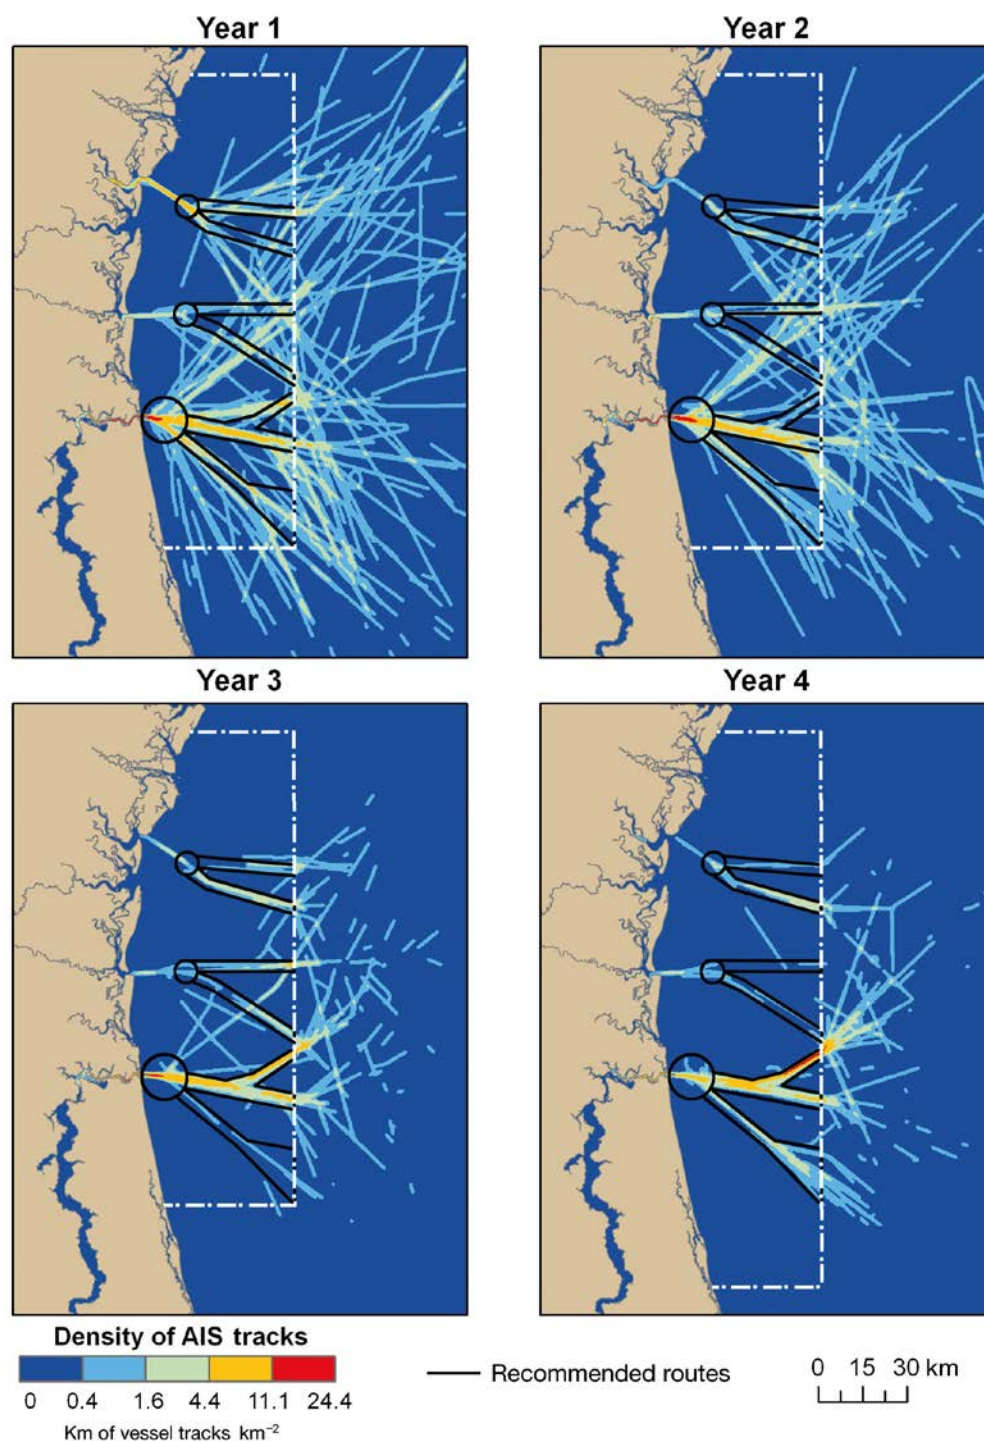 Year 1
Year 2
Year 3
Year 4
Density of AIS tracks
0 0.4 1.6 4.4 11.1 24.4
Km of vessel tracks km⁻²
Recommended routes
0 15 30 km